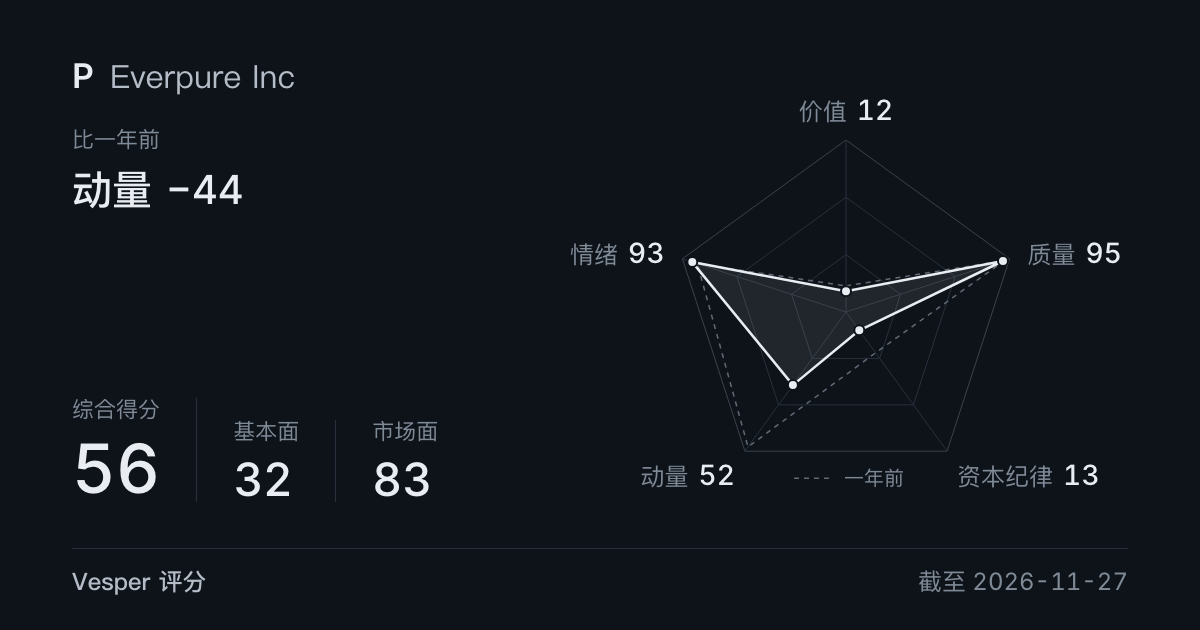 P Everpure Inc
比一年前
动量 −44
价值 12
情绪 93
质量 95
动量 52
---- 一年前
资本纪律 13
综合得分
56
基本面
32
市场面
83
Vesper 评分
截至 2026-11-27